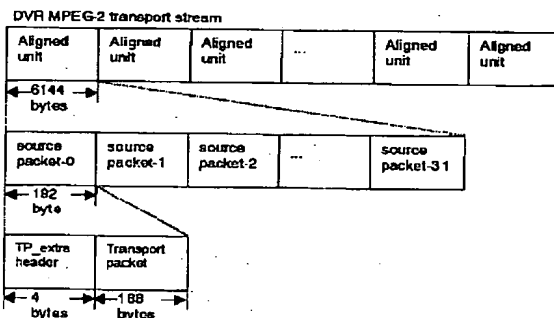 DVR MPEG-2 transport stream
Aligned unit
Aligned unit
Aligned unit
...
Aligned unit
Aligned unit
6144 bytes
source packet-0
source packet-1
source packet-2
...
source packet-31
192 byte
TP_extra header
Transport packet
4 bytes
188 bytes